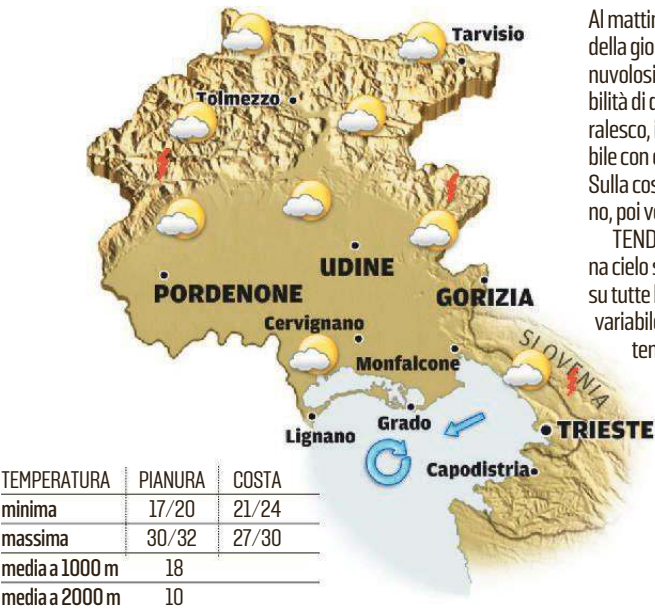 Tarvisio
Tolmezzo
UDINE
PORDENONE
GORIZIA
Cervignano
Monfalcone
SLOVENIA
Grado
Lignano
TRIESTE
Capodistria
TEMPERATURA PIANURA COSTA
minima 17/20 21/24
massima 30/32 27/30
media a 1000 m 18
media a 2000 m 10
Al mattin
della gio
nuvolosi
bilità di
ralesco, i
bile con
Sulla cos
no, poi v
TEND
na cielo s
su tutte
variabil
ten